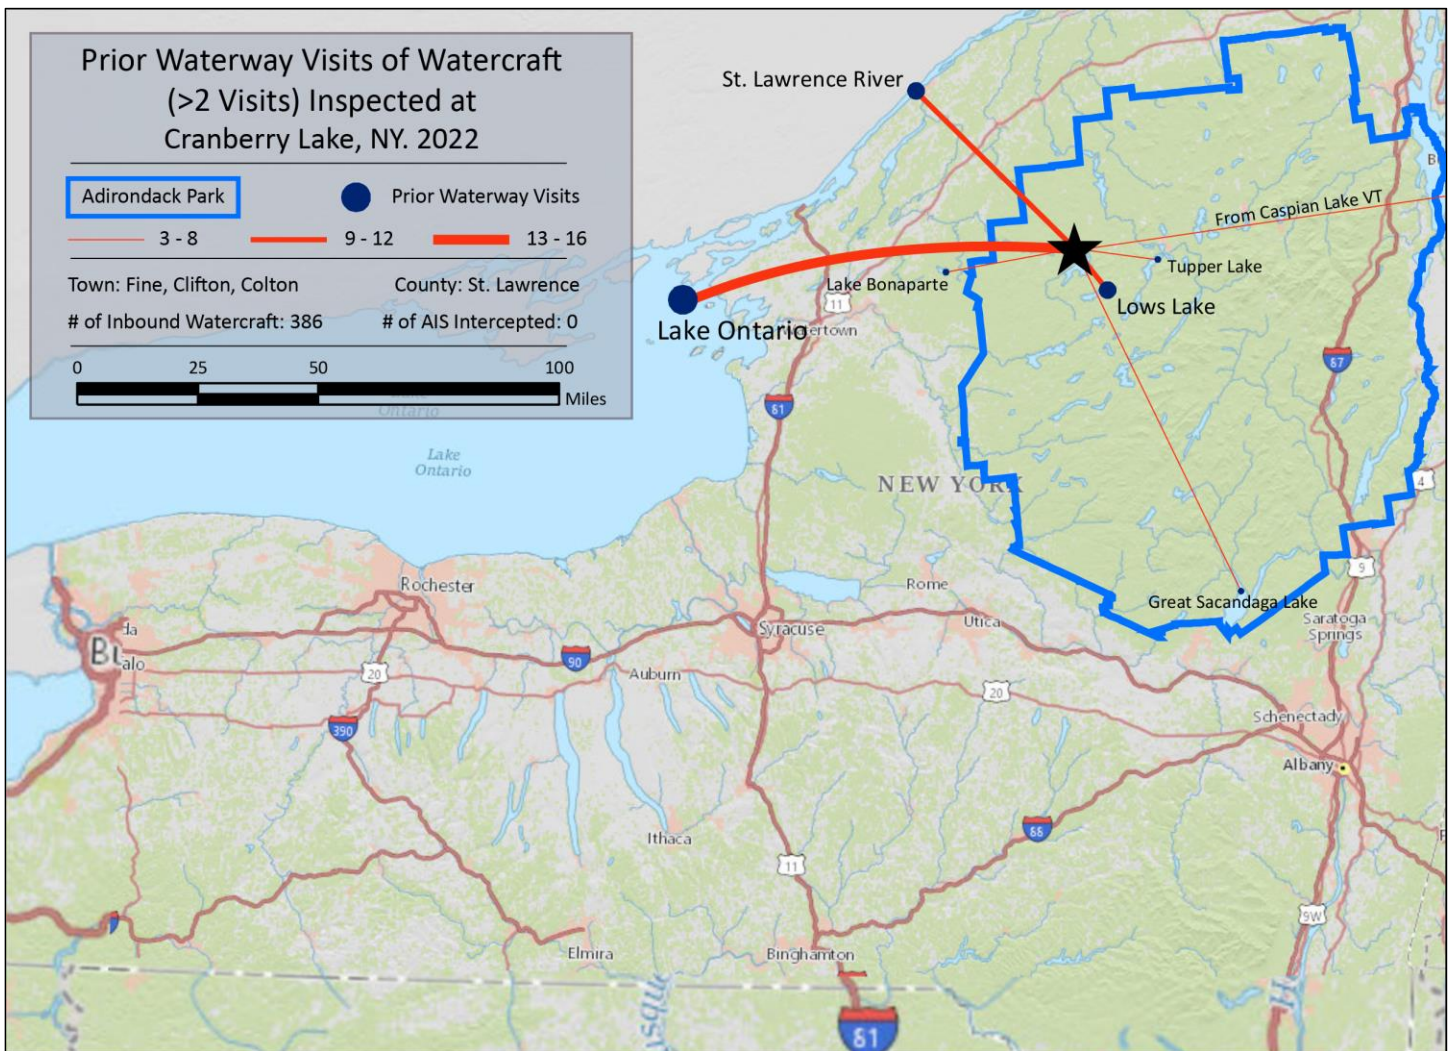 Prior Waterway Visits of Watercraft
(>2 Visits) Inspected at
Cranberry Lake, NY. 2022
Adirondack Park
Prior Waterway Visits
3 - 8
9 - 12
13 - 16
Town: Fine, Clifton, Colton
County: St. Lawrence
# of Inbound Watercraft: 386
# of AIS Intercepted: 0
0
25
50
100
Miles
St. Lawrence River
From Caspian Lake VT
Tupper Lake
Lake Bonaparte
Lows Lake
11
Lake Ontario
87
81
Lake
Ontario
Lake
Ontario
NEW YORK
4
9
Rochester
Rome
Great Sacandaga Lake
Saratoga
Springs
Syracuse
Utica
90
20
Auburn
20
390
Schenectady
Albany
Ithaca
88
11
9W
Elmira
Binghamton
81